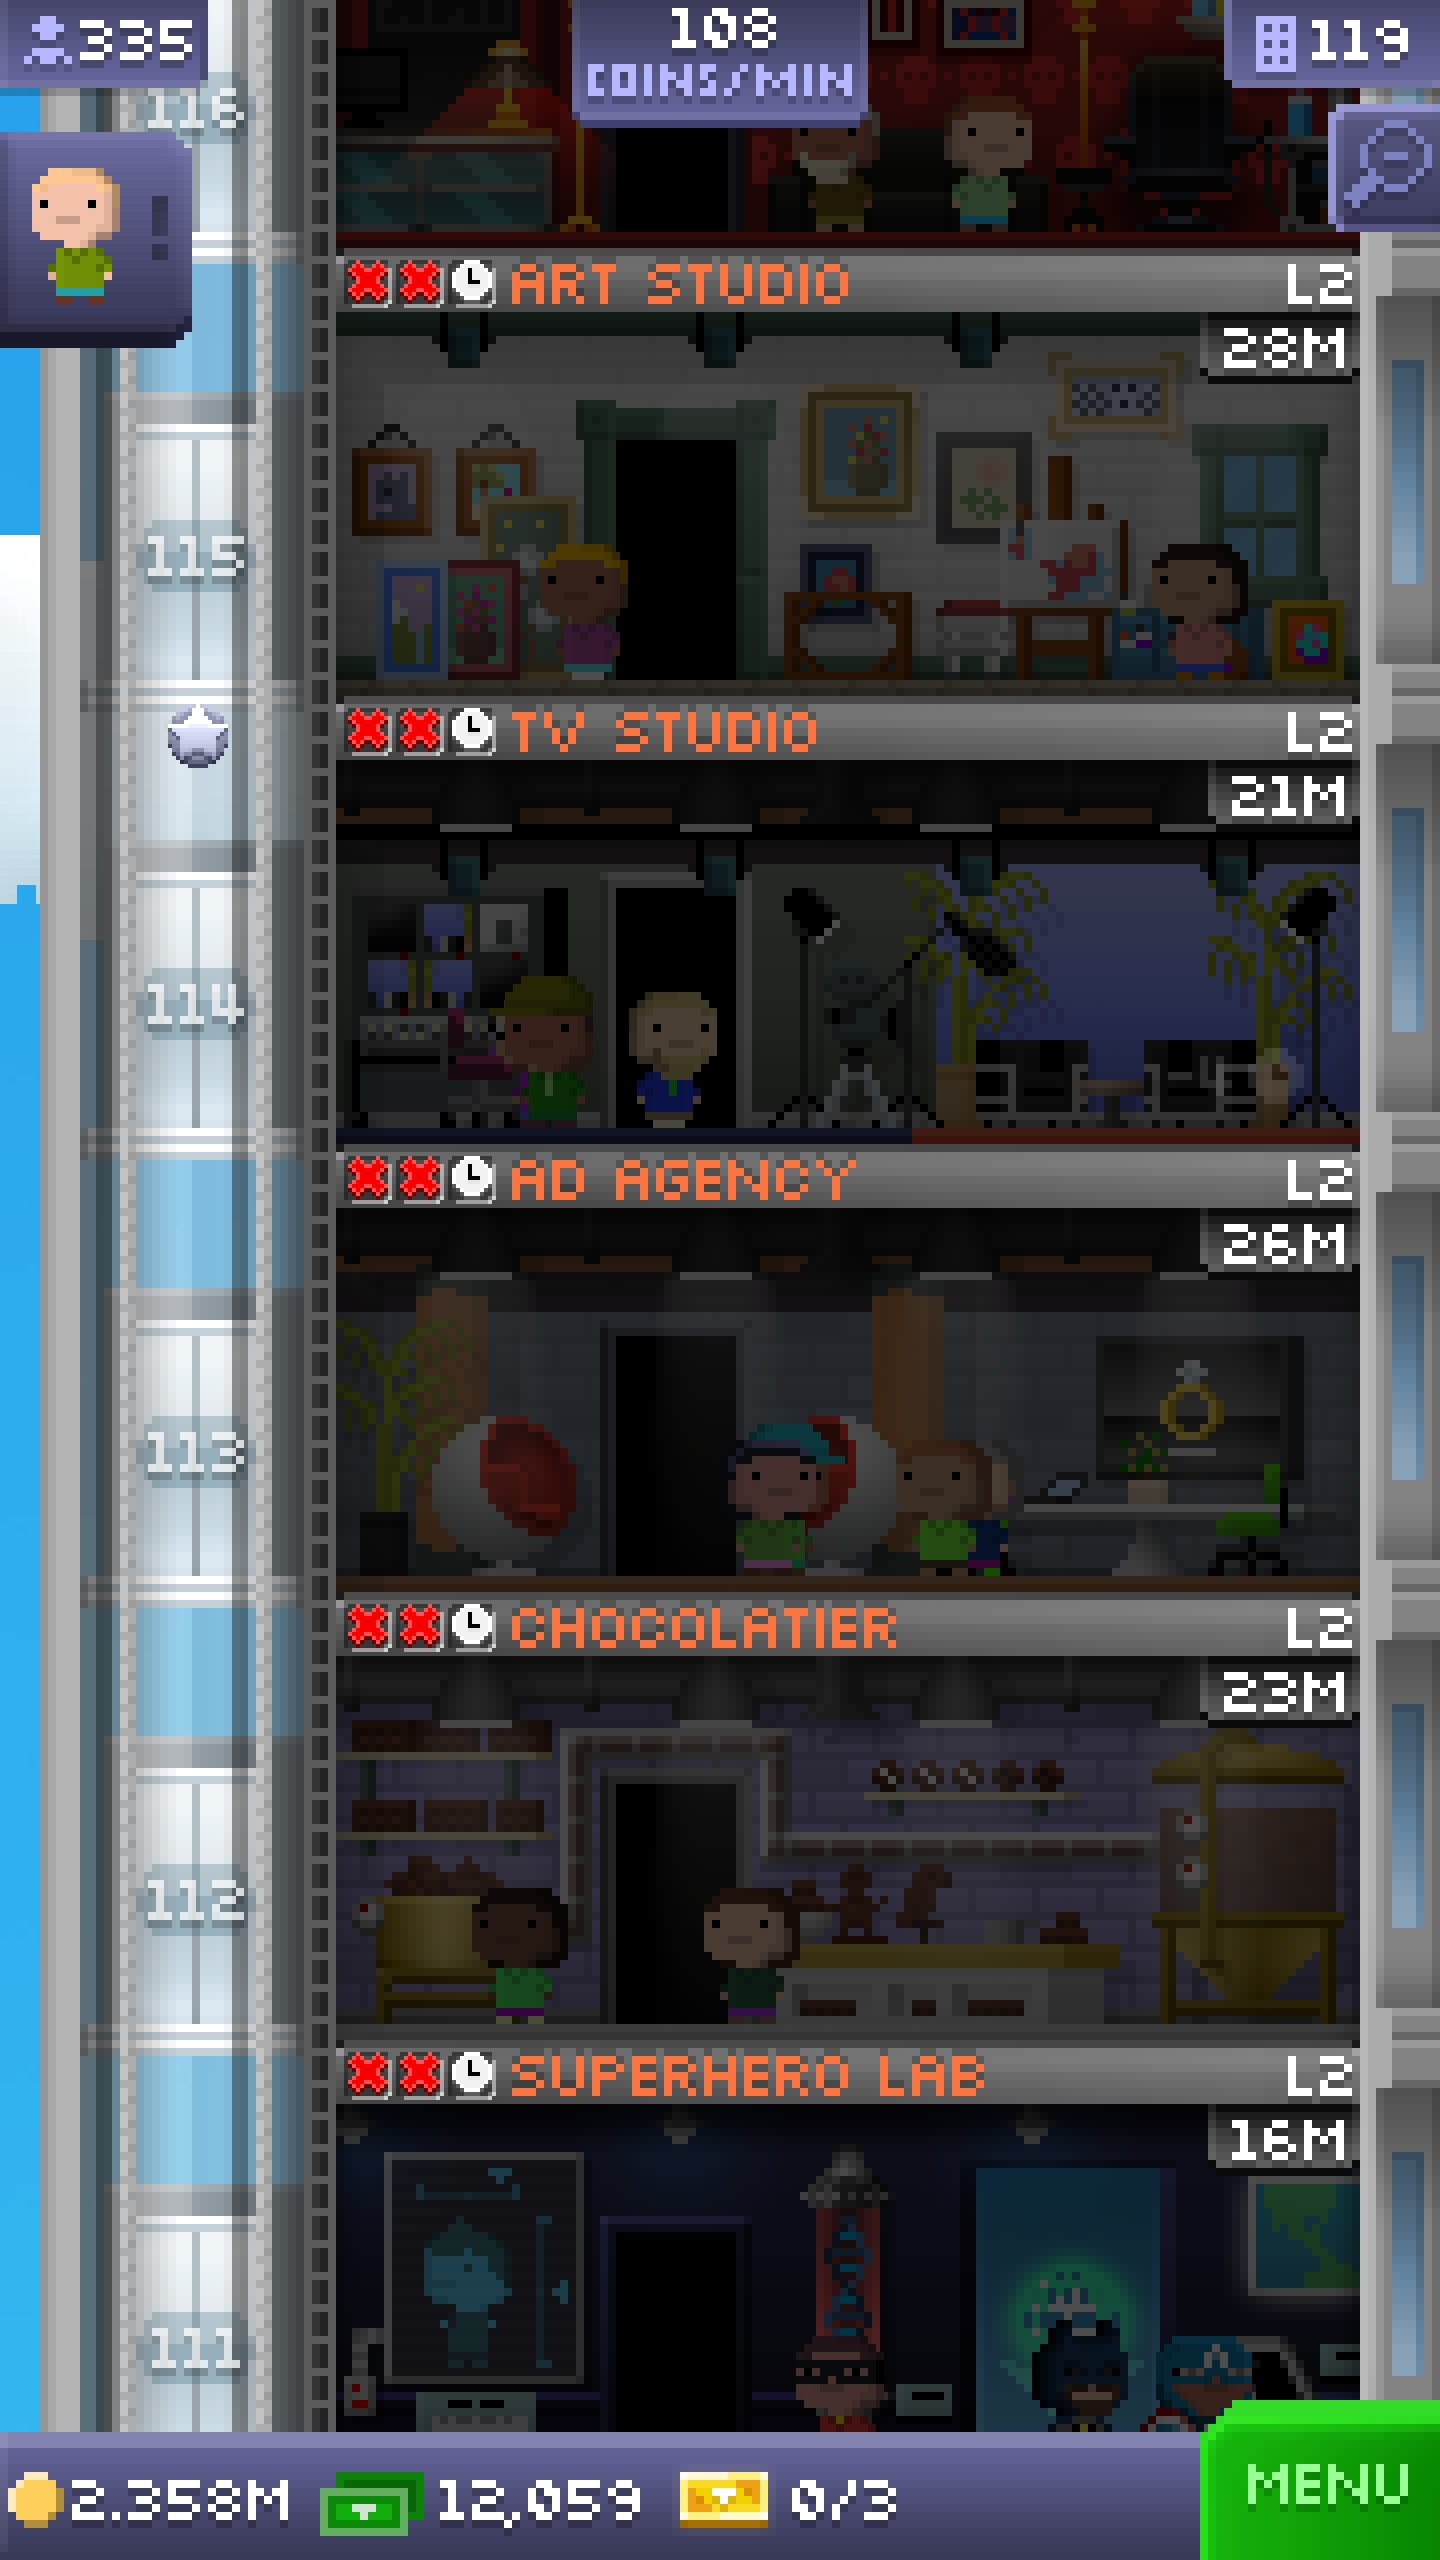 335
108
COINS/MIN
119
116
ART STUDIO L2
28M
115
TV STUDIO L2
21M
114
AD AGENCY L2
26M
113
CHOCOLATIER L2
23M
112
SUPERHERO LAB L2
16M
111
2.358M 12,059 0/3 MENU